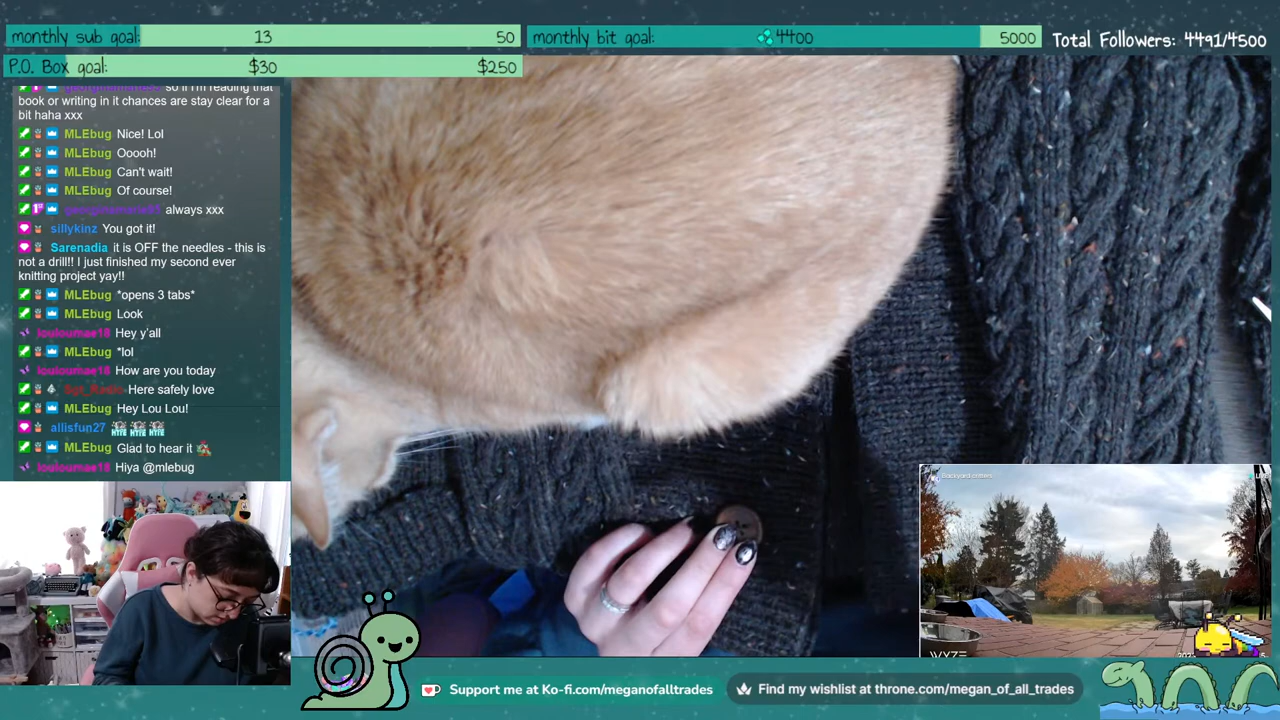 monthly sub goal: 13 50
monthly bit goal: 4400 5000
Total Followers: 4491/4500
P.O. Box goal: $30 $250
so if I'm reading that
book or writing in it chances are stay clear for a
bit haha xxx
MLEbug Nice! Lol
MLEbug Ooooh!
MLEbug Can't wait!
MLEbug Of course!
always xxx
sillykinz You got it!
Sarenadia it is OFF the needles - this is
not a drill!! I just finished my second ever
knitting project yay!!
MLEbug *opens 3 tabs*
MLEbug Look
louloumae18 Hey y'all
MLEbug *lol
louloumae18 How are you today
Here safely love
MLEbug Hey Lou Lou!
allisfun27 HYPE HYPE HYPE
MLEbug Glad to hear it
louloumae18 Hiya @mlebug
WYZE
Support me at Ko-fi.com/meganofalltrades
Find my wishlist at throne.com/megan_of_all_trades